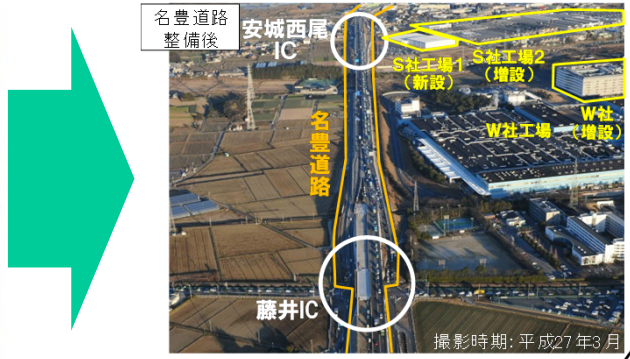 名豊道路
整備後
安城西尾
IC
S社工場1
（新設）
S社工場2
（増設）
W社
（増設）
W社工場
名豊道路
藤井IC
撮影時期：平成27年3月